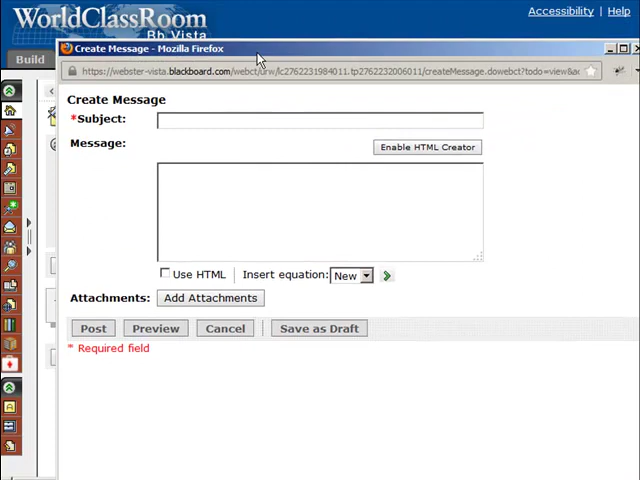 WorldClassRoom
Bb Vista
Accessibility Help
Build
Create Message - Mozilla Firefox
https://webster-vista.blackboard.com/webct/urw/lc2762231984011.tp2762232006011/createMessage.dowebct?todo=view&ac
Create Message
*Subject:
Message:
Enable HTML Creator
Use HTML Insert equation: New
Attachments: Add Attachments
Post Preview Cancel Save as Draft
* Required field